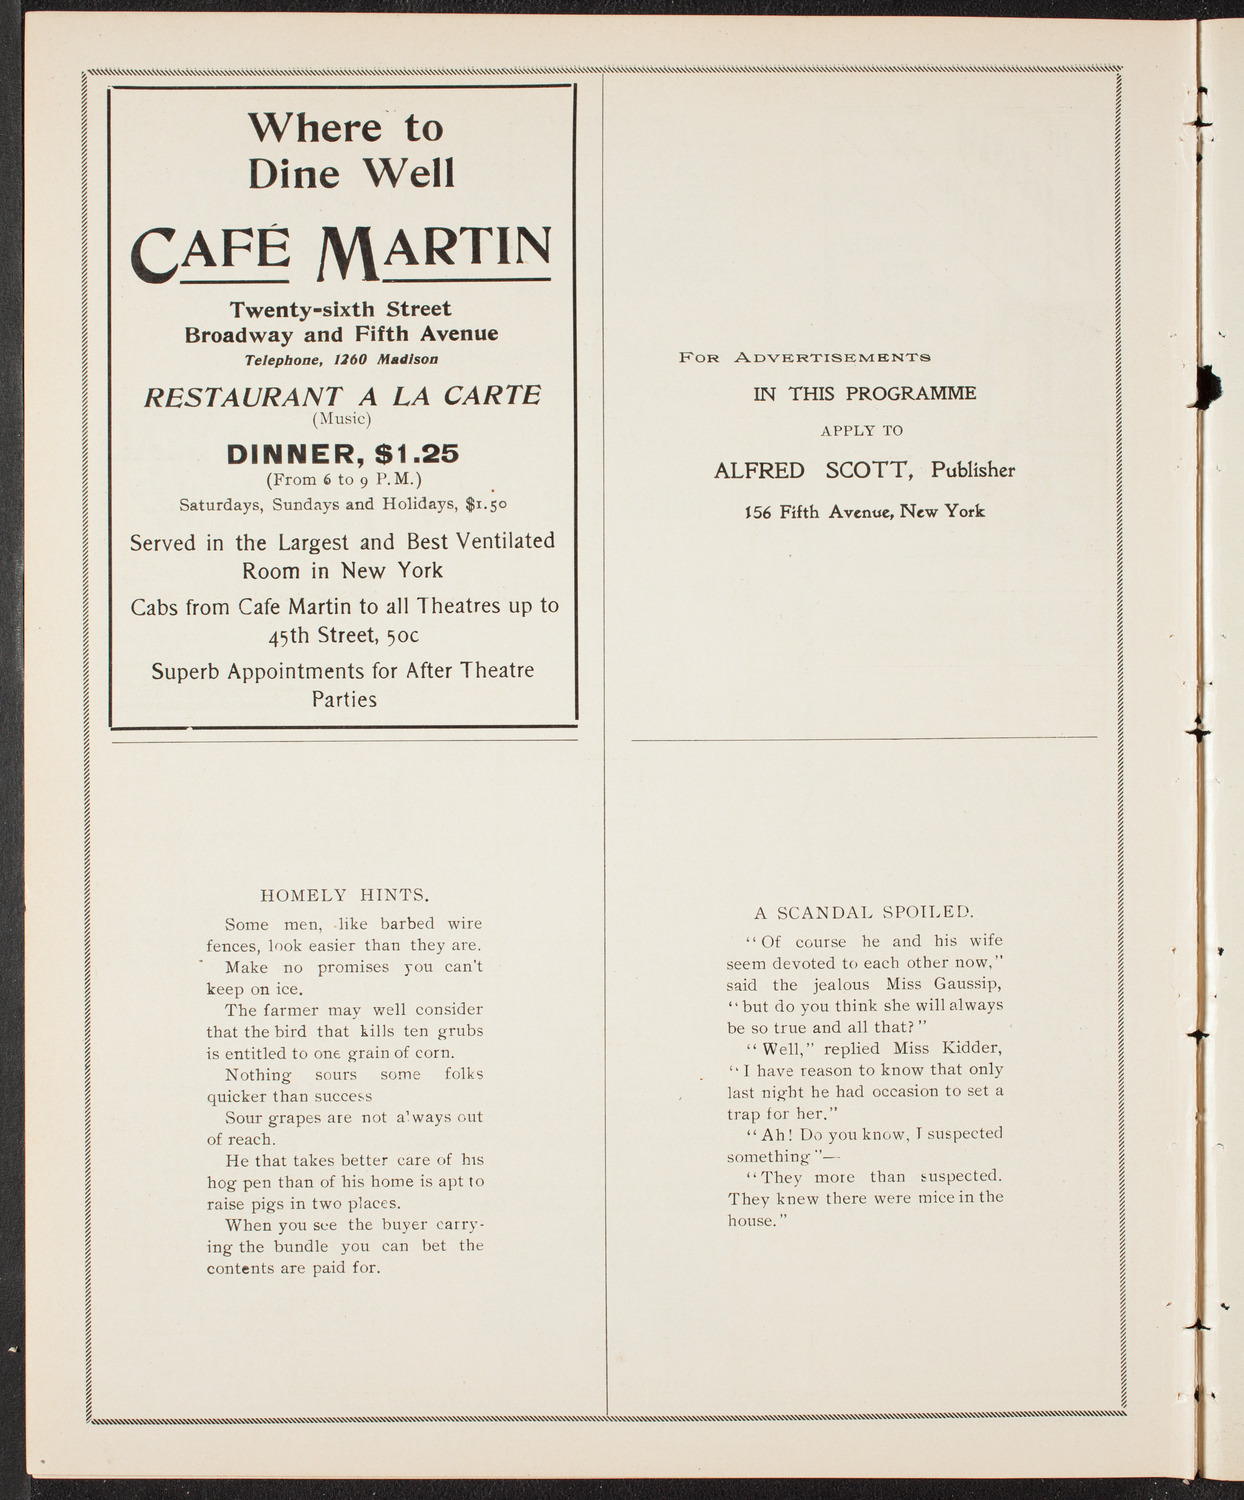 Where to
Dine Well
CAFÉ MARTIN
Twenty-sixth Street
Broadway and Fifth Avenue
Telephone, 1260 Madison
RESTAURANT A LA CARTE
(Music)
DINNER, $1.25
(From 6 to 9 P.M.)
Saturdays, Sundays and Holidays, $1.50
Served in the Largest and Best Ventilated
Room in New York
Cabs from Cafe Martin to all Theatres up to
45th Street, 50c
Superb Appointments for After Theatre
Parties
FOR ADVERTISEMENTS
IN THIS PROGRAMME
APPLY TO
ALFRED SCOTT, Publisher
156 Fifth Avenue, New York
HOMELY HINTS.
Some men, like barbed wire
fences, look easier than they are.
Make no promises you can't
keep on ice.
The farmer may well consider
that the bird that kills ten grubs
is entitled to one grain of corn.
Nothing sours some folks
quicker than success
Sour grapes are not always out
of reach.
He that takes better care of his
hog pen than of his home is apt to
raise pigs in two places.
When you see the buyer carry-
ing the bundle you can bet the
contents are paid for.
A SCANDAL SPOILED.
"Of course he and his wife
seem devoted to each other now,"
said the jealous Miss Gaussip,
"but do you think she will always
be so true and all that?"
"Well," replied Miss Kidder,
"I have reason to know that only
last night he had occasion to set a
trap for her."
"Ah! Do you know, I suspected
something"—
"They more than suspected.
They knew there were mice in the
house."